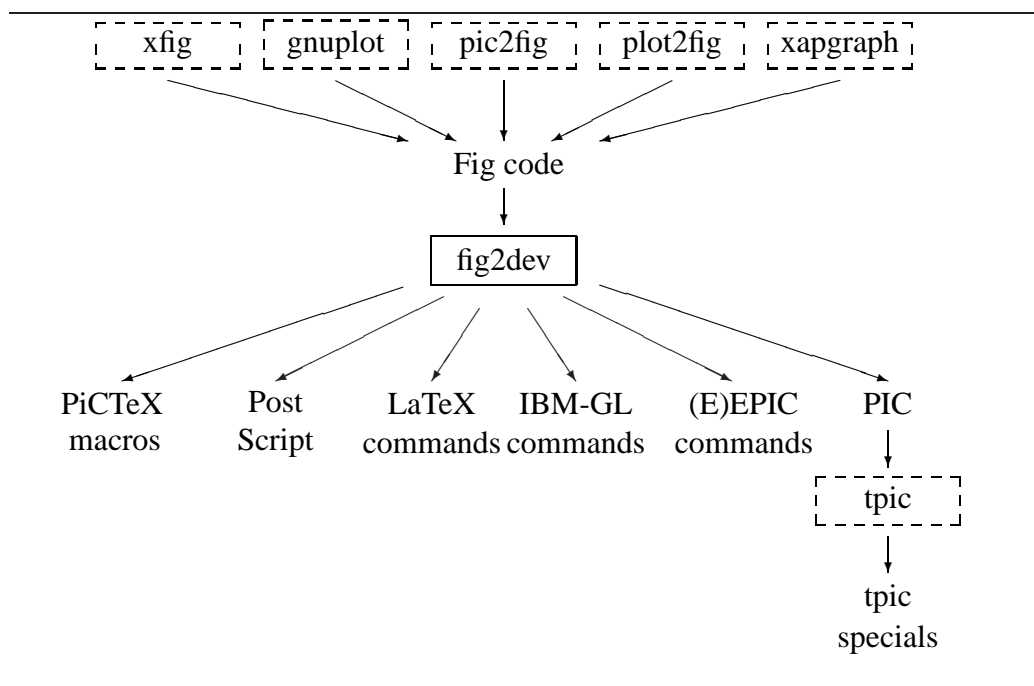 xfig gnuplot pic2fig plot2fig xapgraph
Fig code
fig2dev
PiCTeX Post LaTeX IBM-GL (E)EPIC PIC
macros Script commands commands commands
tpic
tpic
specials